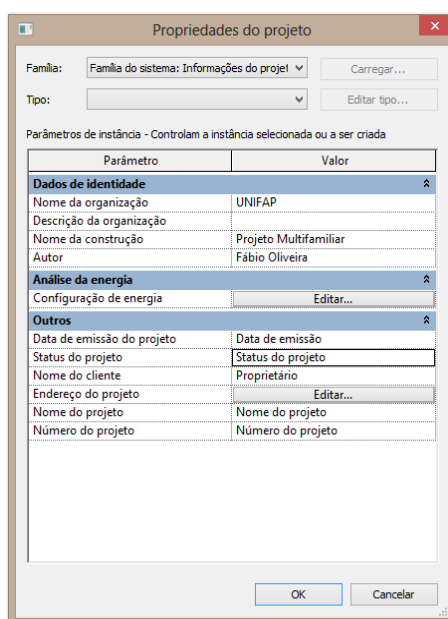 Propriedades do projeto
Família: Família do sistema: Informações do projet Carregar...
Tipo: Editar tipo...
Parâmetros de instância - Controlam a instância selecionada ou a ser criada
Parâmetro Valor
Dados de identidade
Nome da organização UNIFAP
Descrição da organização
Nome da construção Projeto Multifamiliar
Autor Fábio Oliveira
Análise da energia
Configuração de energia Editar...
Outros
Data de emissão do projeto Data de emissão
Status do projeto Status do projeto
Nome do cliente Proprietário
Endereço do projeto Editar...
Nome do projeto Nome do projeto
Número do projeto Número do projeto
OK Cancelar